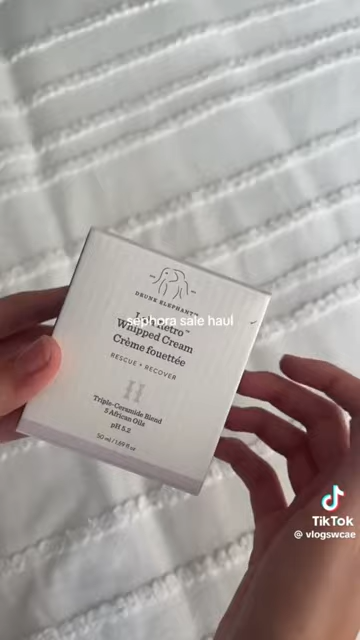 DRUNK ELEPHANT™
sephora sale haul
Whipped Cream
Crème fouettée
RESCUE + RECOVER
Triple-Ceramide Blend
5 African Oils
pH 5.2
50 ml / 1.69 fl oz
TikTok
@ vlogswcae